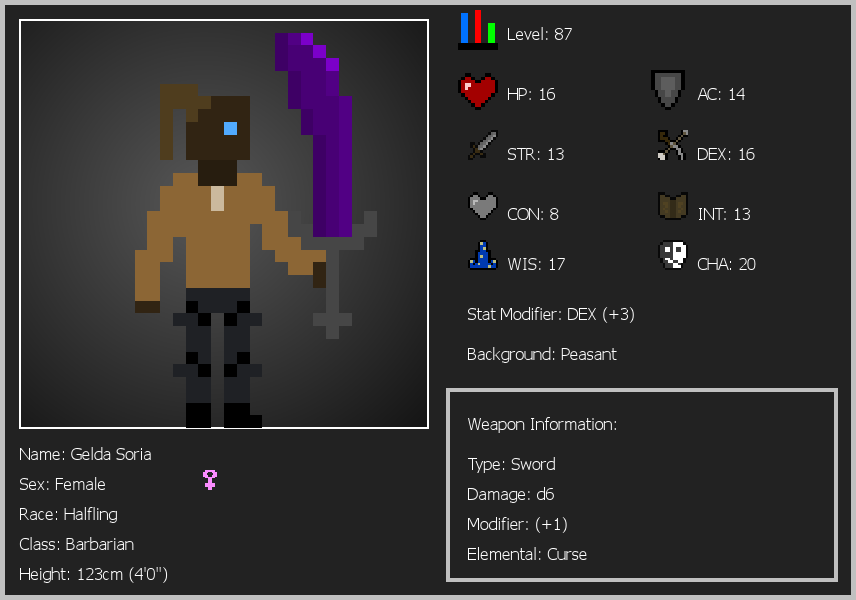 Level: 87
HP: 16
AC: 14
STR: 13
DEX: 16
CON: 8
INT: 13
WIS: 17
CHA: 20
Stat Modifier: DEX (+3)
Background: Peasant
Weapon Information:
Type: Sword
Damage: d6
Modifier: (+1)
Elemental: Curse
Name: Gelda Soria
Sex: Female
Race: Halfling
Class: Barbarian
Height: 123cm (4'0")